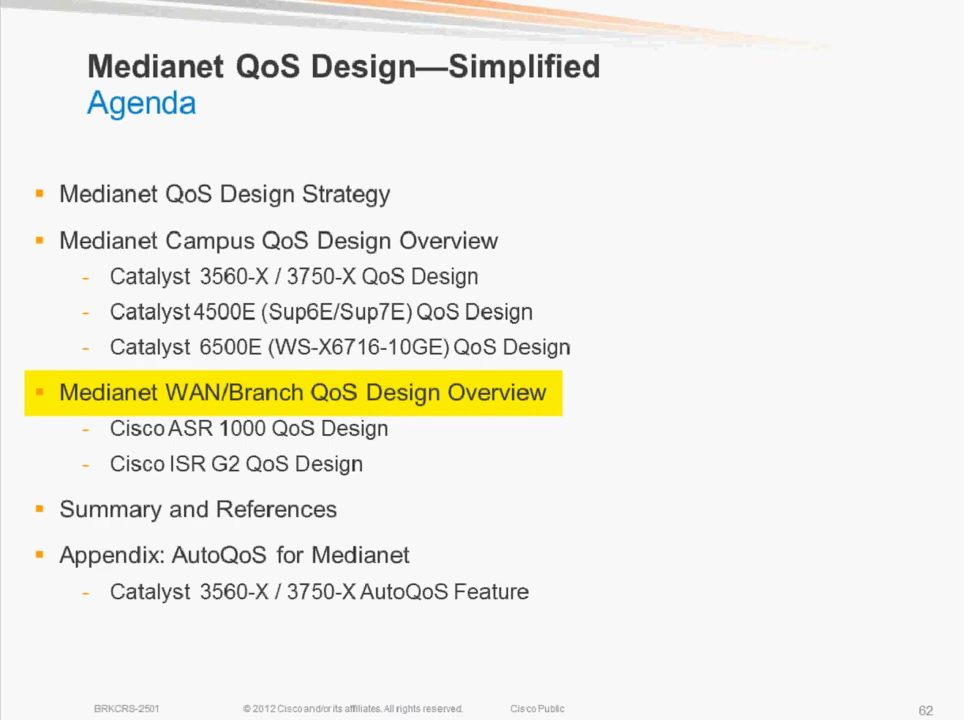 Medianet QoS Design—Simplified
Agenda
Medianet QoS Design Strategy
Medianet Campus QoS Design Overview
- Catalyst 3560-X / 3750-X QoS Design
- Catalyst 4500E (Sup6E/Sup7E) QoS Design
- Catalyst 6500E (WS-X6716-10GE) QoS Design
Medianet WAN/Branch QoS Design Overview
- Cisco ASR 1000 QoS Design
- Cisco ISR G2 QoS Design
Summary and References
Appendix: AutoQoS for Medianet
- Catalyst 3560-X / 3750-X AutoQoS Feature
BRKCRS-2501 © 2012 Cisco and/or its affiliates. All rights reserved. Cisco Public 62